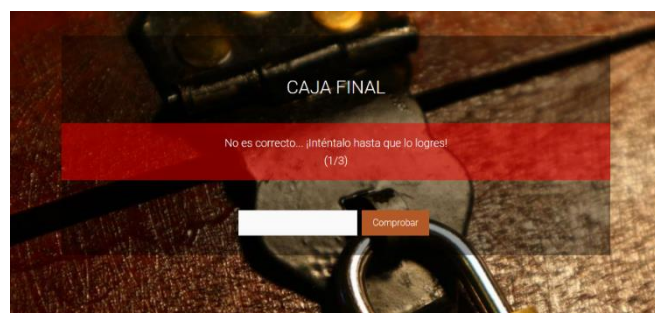 CAJA FINAL
No es correcto... ¡Inténtalo hasta que lo logres!
(1/3)
Comprobar